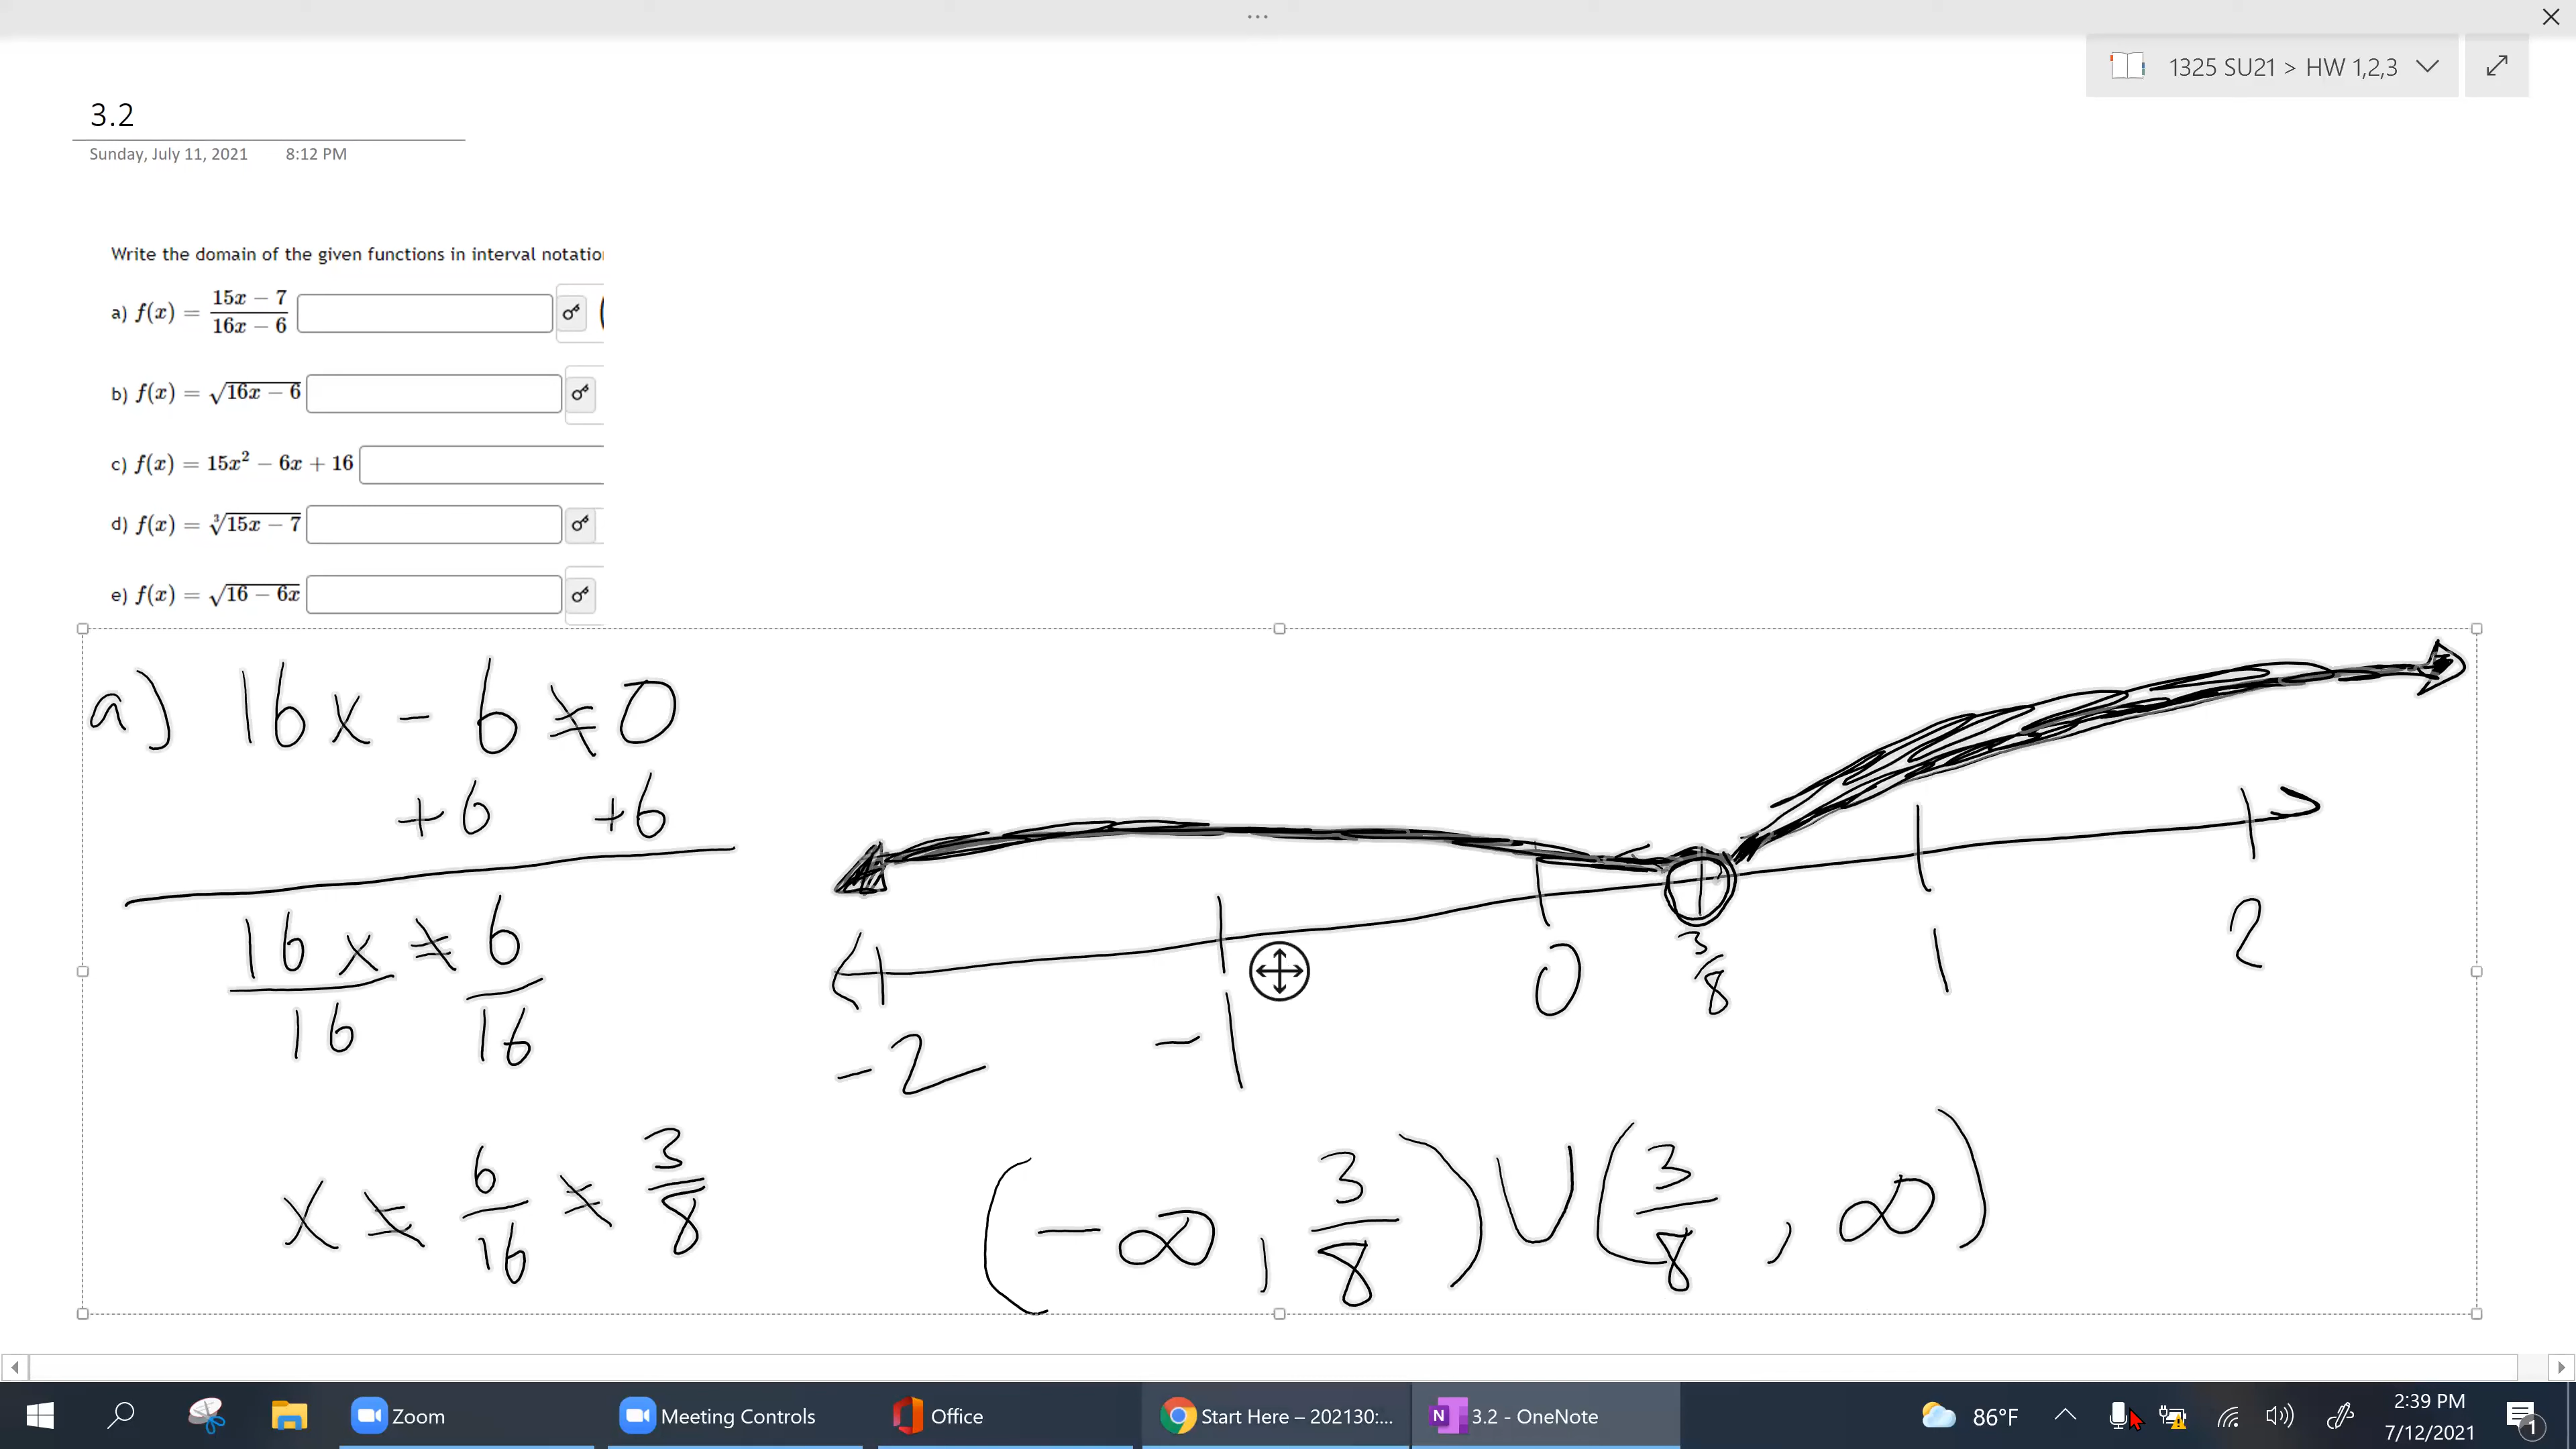 1325 SU21 > HW 1,2,3
3.2
Sunday, July 11, 2021 8:12 PM
Write the domain of the given functions in interval notatio
a) f(x) = (15x − 7)/(16x − 6)
b) f(x) = √(16x − 6)
c) f(x) = 15x² − 6x + 16
d) f(x) = ∛(15x − 7)
e) f(x) = √(16 − 6x)
a) 16x - 6 ≠ 0
+6 +6
16x/16 ≠ 6/16
x ≠ 6/16 ≠ 3/8
-2 -1 0 3/8 1 2
(-∞, 3/8) ∪ (3/8, ∞)
Zoom
Meeting Controls
Office
Start Here – 202130:...
N 3.2 - OneNote
86°F
2:39 PM
7/12/2021
1